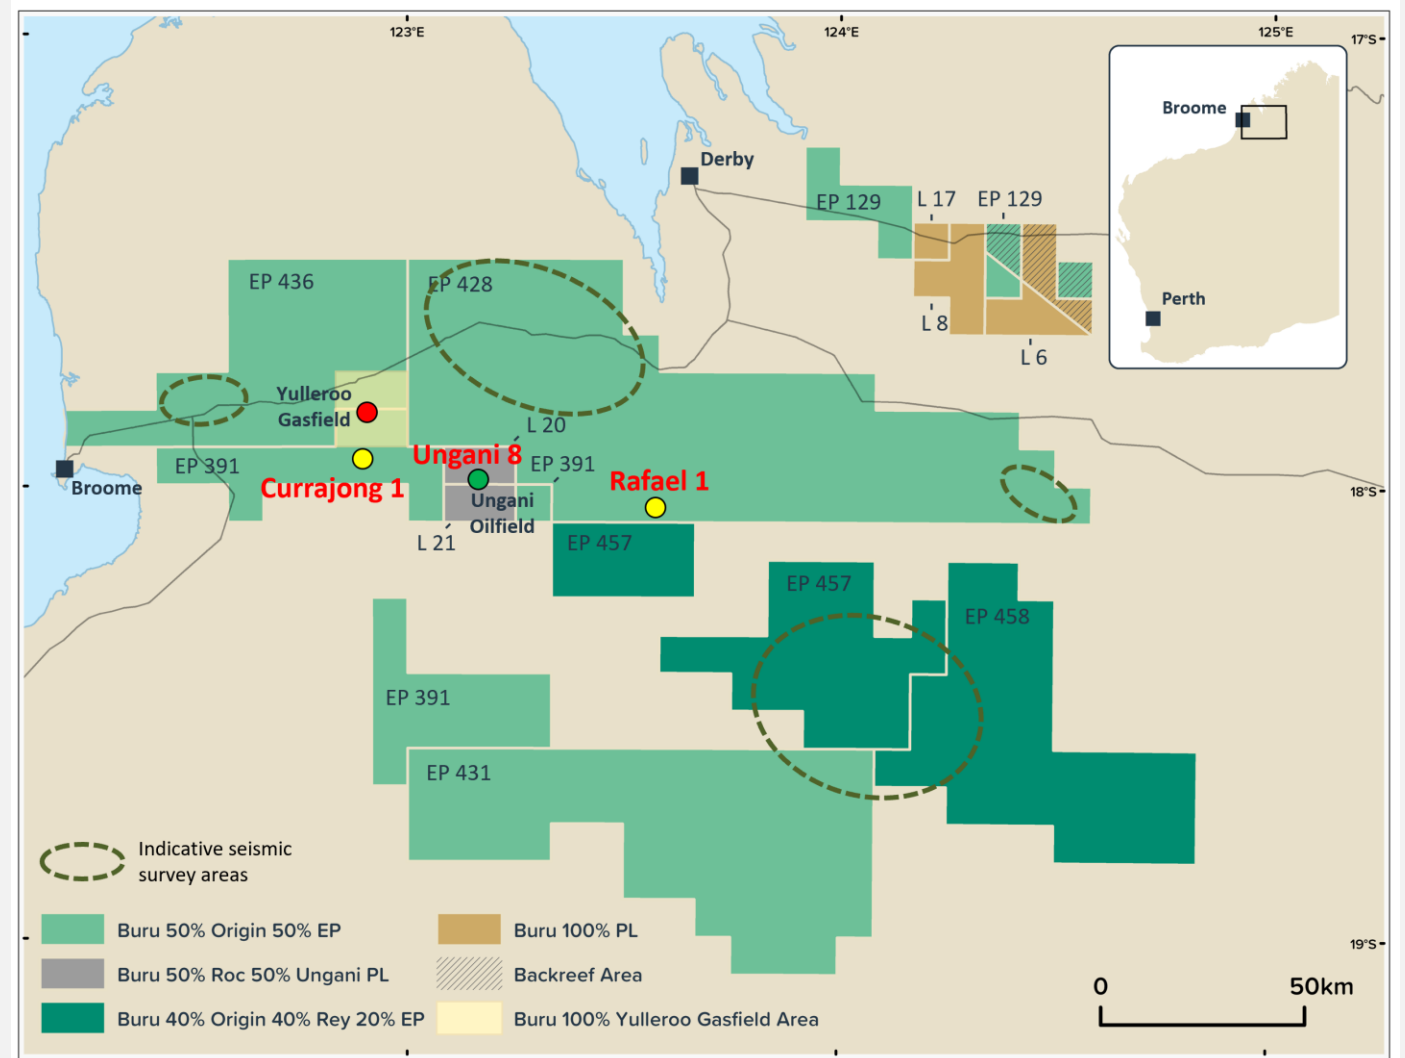 123°E
124°E
125°E
17°S
Broome
Perth
Derby
EP 129
L 17
EP 129
L 8
L 6
EP 436
EP 428
Yulleroo
Gasfield
L 20
Ungani 8
EP 391
EP 391
Currajong 1
Rafael 1
18°S
Broome
Ungani
Oilfield
L 21
EP 457
EP 457
EP 458
EP 391
EP 431
Indicative seismic
survey areas
Buru 50% Origin 50% EP
Buru 50% Roc 50% Ungani PL
Buru 40% Origin 40% Rey 20% EP
Buru 100% PL
Backreef Area
Buru 100% Yulleroo Gasfield Area
19°S
0 50km